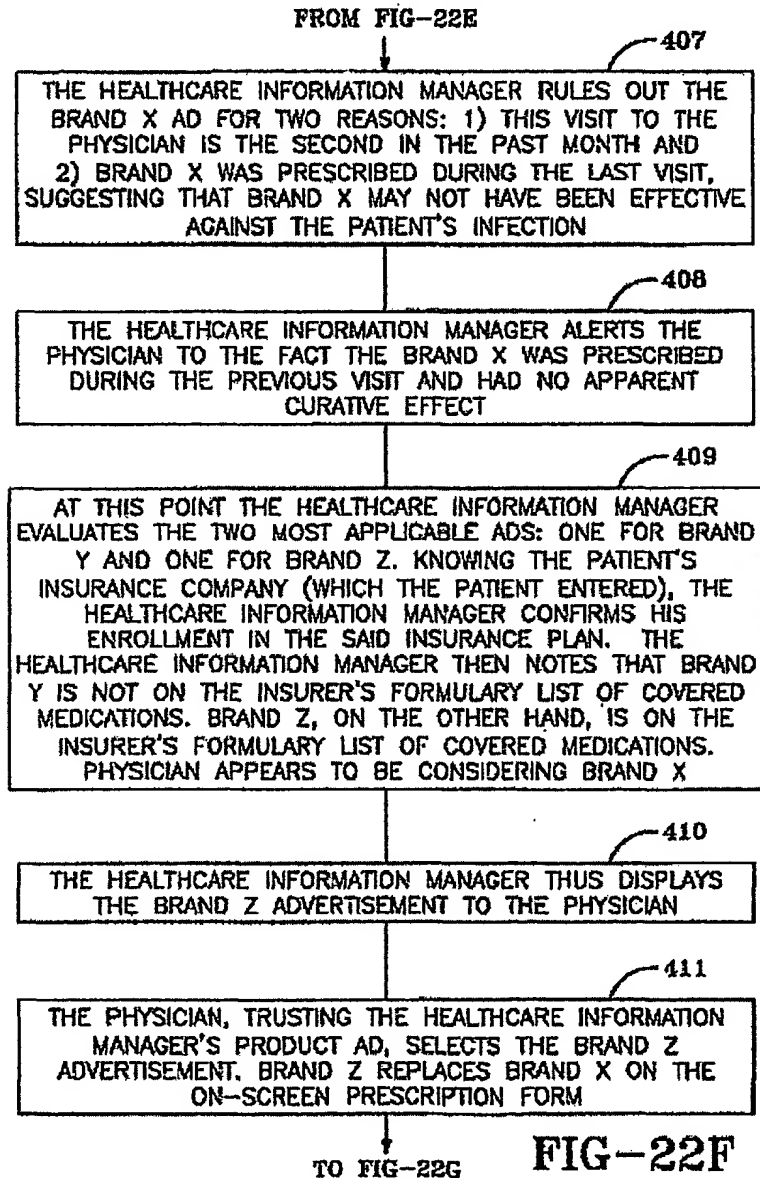 FROM FIG-22E
407
THE HEALTHCARE INFORMATION MANAGER RULES OUT THE
BRAND X AD FOR TWO REASONS: 1) THIS VISIT TO THE
PHYSICIAN IS THE SECOND IN THE PAST MONTH AND
2) BRAND X WAS PRESCRIBED DURING THE LAST VISIT,
SUGGESTING THAT BRAND X MAY NOT HAVE BEEN EFFECTIVE
AGAINST THE PATIENT'S INFECTION
408
THE HEALTHCARE INFORMATION MANAGER ALERTS THE
PHYSICIAN TO THE FACT THE BRAND X WAS PRESCRIBED
DURING THE PREVIOUS VISIT AND HAD NO APPARENT
CURATIVE EFFECT
409
AT THIS POINT THE HEALTHCARE INFORMATION MANAGER
EVALUATES THE TWO MOST APPLICABLE ADS: ONE FOR BRAND
Y AND ONE FOR BRAND Z. KNOWING THE PATIENT'S
INSURANCE COMPANY (WHICH THE PATIENT ENTERED), THE
HEALTHCARE INFORMATION MANAGER CONFIRMS HIS
ENROLLMENT IN THE SAID INSURANCE PLAN. THE
HEALTHCARE INFORMATION MANAGER THEN NOTES THAT BRAND
Y IS NOT ON THE INSURER'S FORMULARY LIST OF COVERED
MEDICATIONS. BRAND Z, ON THE OTHER HAND, IS ON THE
INSURER'S FORMULARY LIST OF COVERED MEDICATIONS.
PHYSICIAN APPEARS TO BE CONSIDERING BRAND X
410
THE HEALTHCARE INFORMATION MANAGER THUS DISPLAYS
THE BRAND Z ADVERTISEMENT TO THE PHYSICIAN
411
THE PHYSICIAN, TRUSTING THE HEALTHCARE INFORMATION
MANAGER'S PRODUCT AD, SELECTS THE BRAND Z
ADVERTISEMENT. BRAND Z REPLACES BRAND X ON THE
ON-SCREEN PRESCRIPTION FORM
TO FIG-22G
FIG-22F